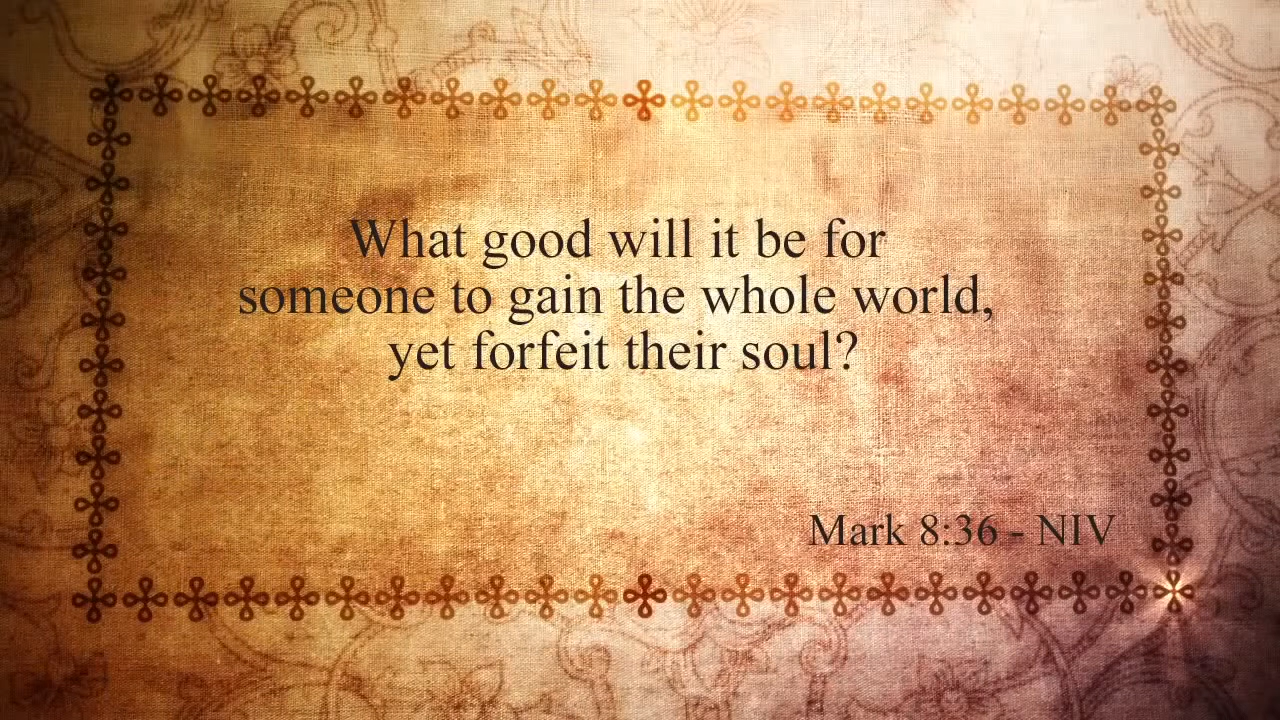 What good will it be for
someone to gain the whole world,
yet forfeit their soul?
Mark 8:36 - NIV